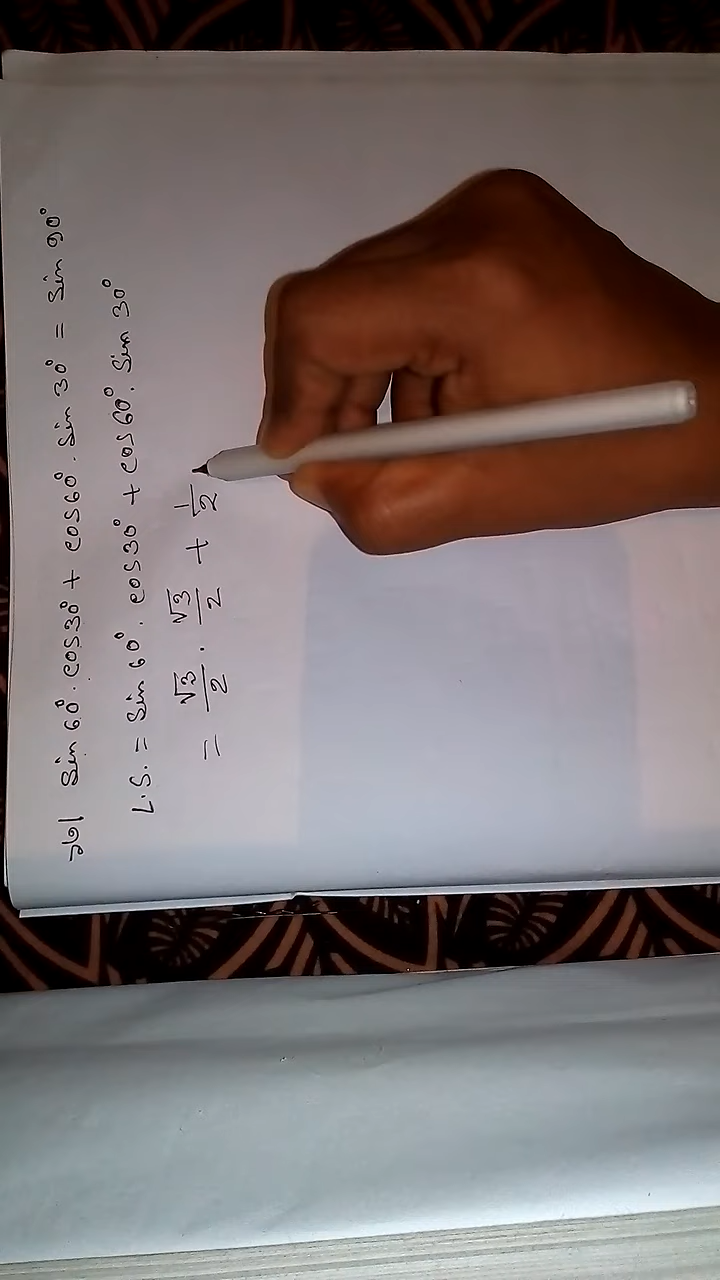 ২৬| Sin 60°. cos30° + cos60°. Sin 30° = Sin 90°
L.S. = Sin 60°. cos30° + cos60°. Sin 30°
= √3/2 . √3/2 + 1/2